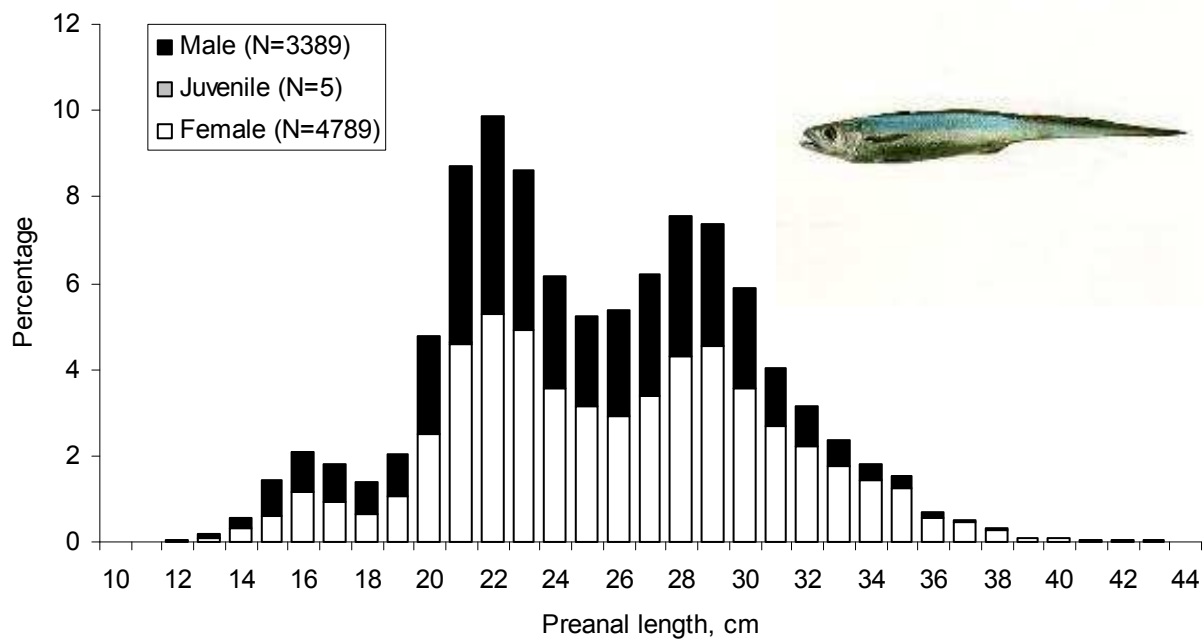 12
10
8
6
4
2
0
Percentage
Male (N=3389)
Juvenile (N=5)
Female (N=4789)
10 12 14 16 18 20 22 24 26 28 30 32 34 36 38 40 42 44
Preanal length, cm